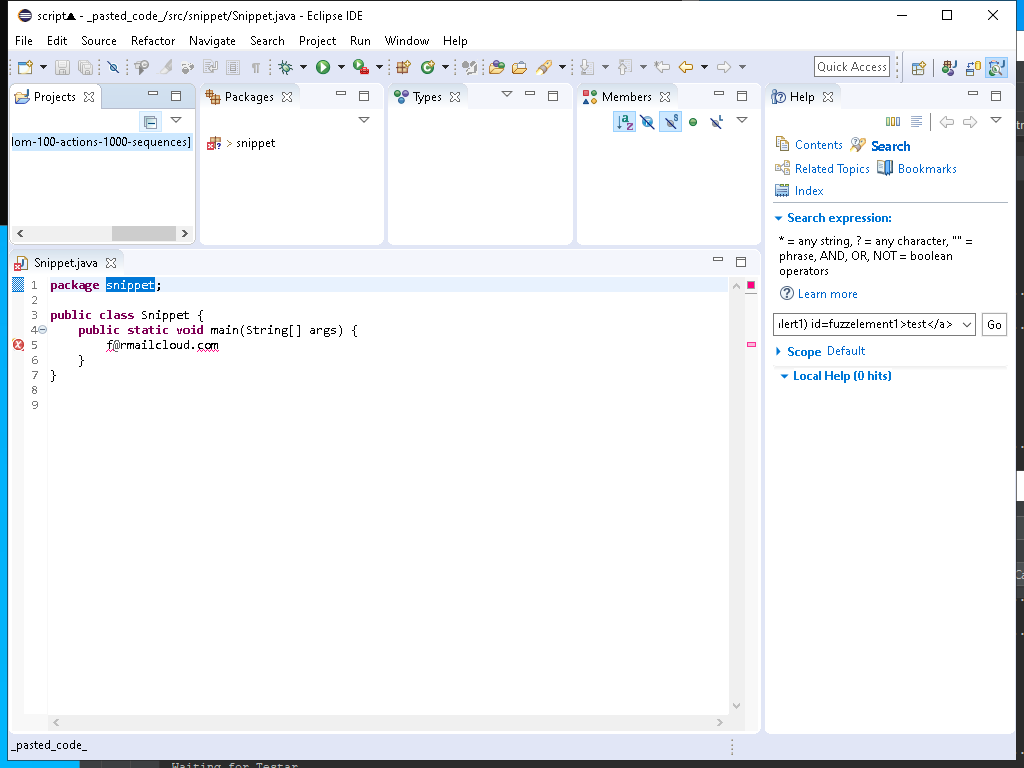 script▲ - _pasted_code_/src/snippet/Snippet.java - Eclipse IDE
File Edit Source Refactor Navigate Search Project Run Window Help
Quick Access
Projects
lom-100-actions-1000-sequences]
Packages
> snippet
Types
Members
Help
Contents Search
Related Topics Bookmarks
Index
Search expression:
* = any string, ? = any character, "" =
phrase, AND, OR, NOT = boolean
operators
Learn more
ılert1) id=fuzzelement1>test</a> Go
Scope Default
Local Help (0 hits)
Snippet.java
1 package snippet;
2
3 public class Snippet {
4 public static void main(String[] args) {
5 f@rmailcloud.com
6 }
7 }
8
9
_pasted_code_
Waiting for Testar